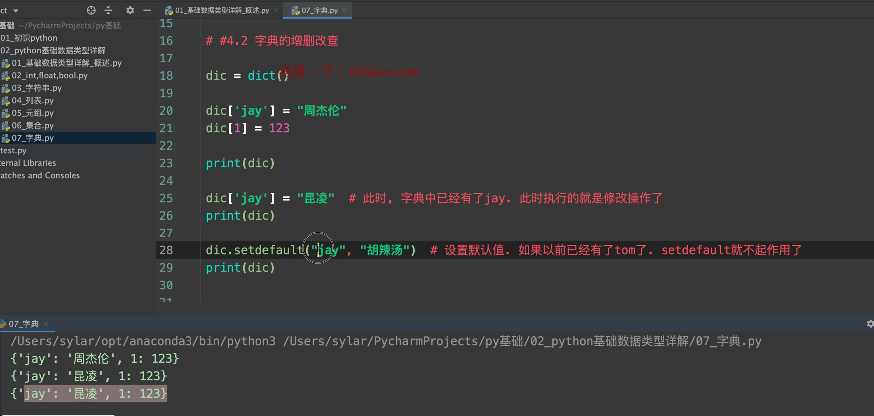 ct
01_基础数据类型详解_概述.py
07_字典.py
基础 ~/PycharmProjects/py基础
01_初识python
02_python基础数据类型详解
01_基础数据类型详解_概述.py
02_int,float,bool.py
03_字符串.py
04_列表.py
05_元组.py
06_集合.py
07_字典.py
test.py
ternal Libraries
ratches and Consoles
15
16 # #4.2 字典的增删改查
17
18 dic = dict()
19
20 dic['jay'] = "周杰伦"
21 dic[1] = 123
22
23 print(dic)
24
25 dic['jay'] = "昆凌" # 此时, 字典中已经有了jay. 此时执行的就是修改操作了
26 print(dic)
27
28 dic.setdefault("jay", "胡辣汤") # 设置默认值. 如果以前已经有了tom了. setdefault就不起作用了
29 print(dic)
30
31
07_字典
/Users/sylar/opt/anaconda3/bin/python3 /Users/sylar/PycharmProjects/py基础/02_python基础数据类型详解/07_字典.py
{'jay': '周杰伦', 1: 123}
{'jay': '昆凌', 1: 123}
{'jay': '昆凌', 1: 123}